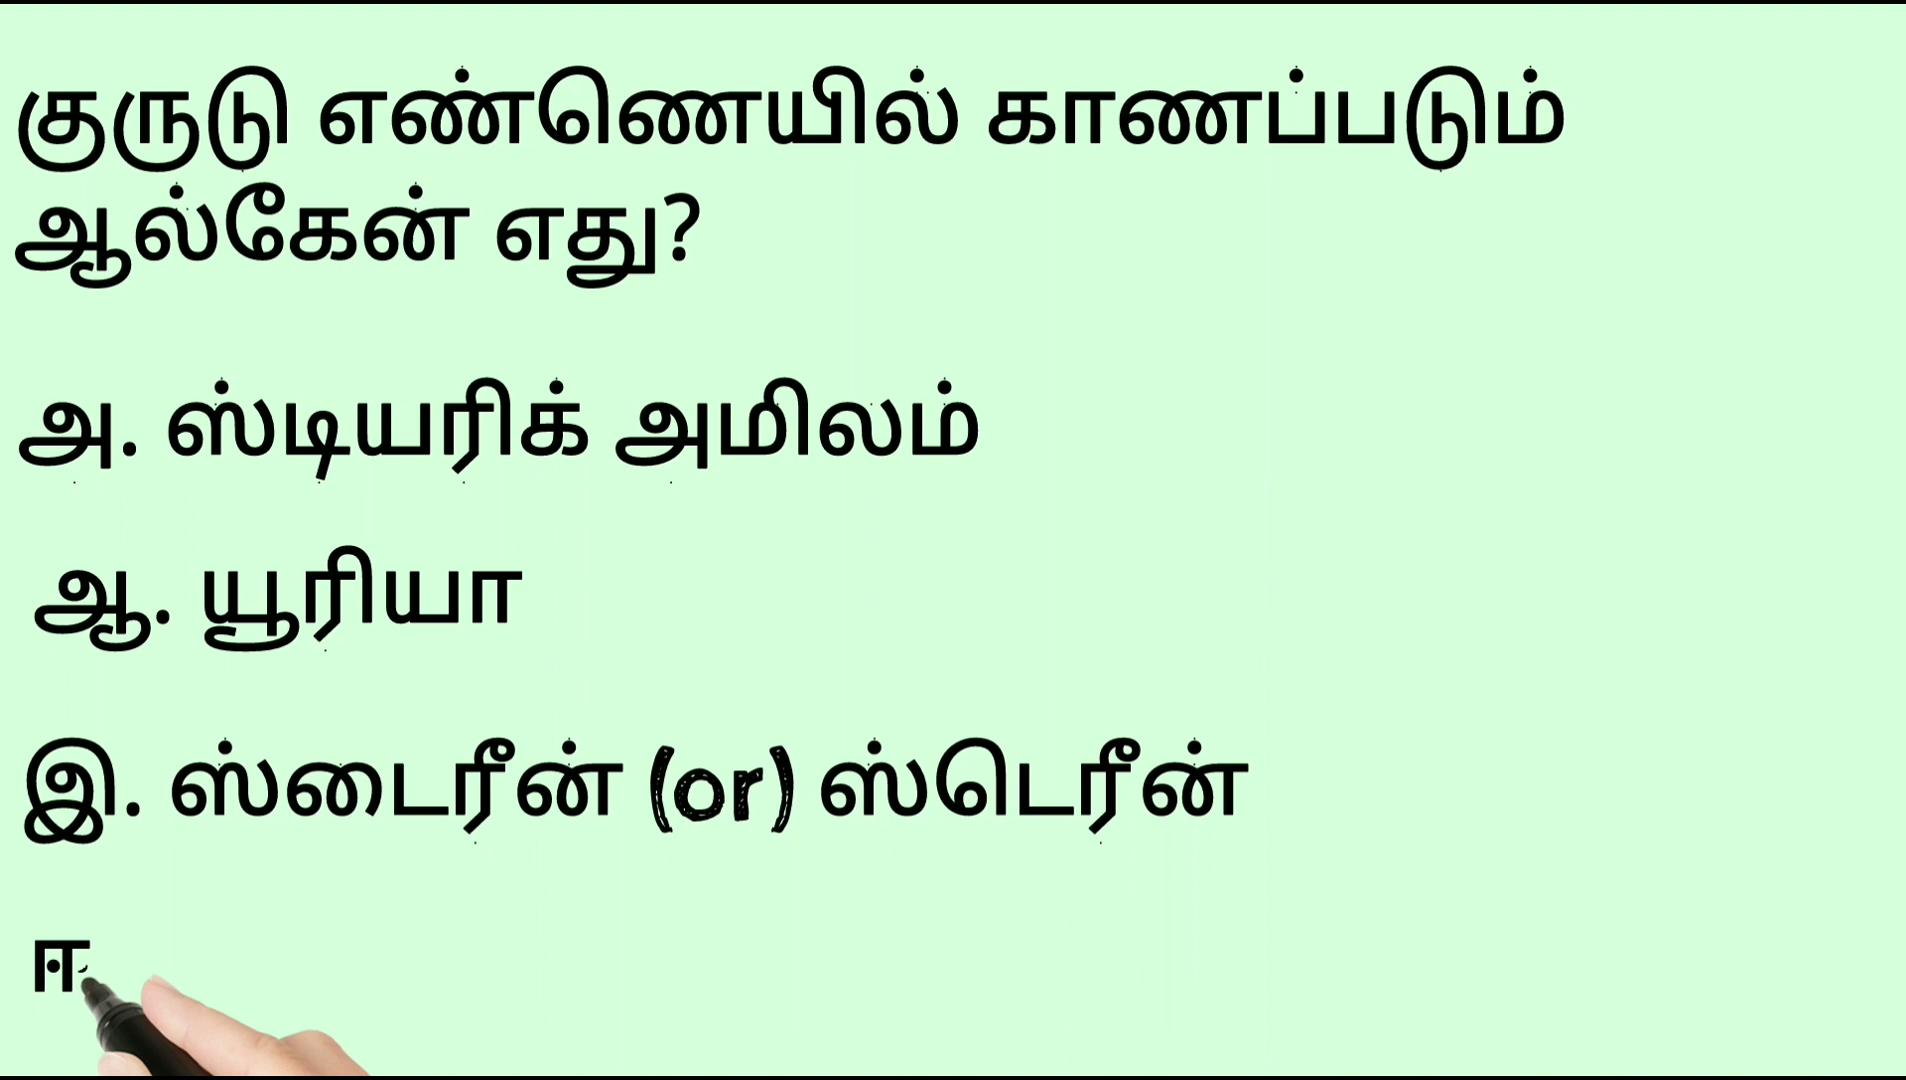 குருடு எண்ணெயில் காணப்படும்
ஆல்கேன் எது?
அ. ஸ்டியரிக் அமிலம்
ஆ. யூரியா
இ. ஸ்டைரீன் (or) ஸ்டெரீன்
ஈ